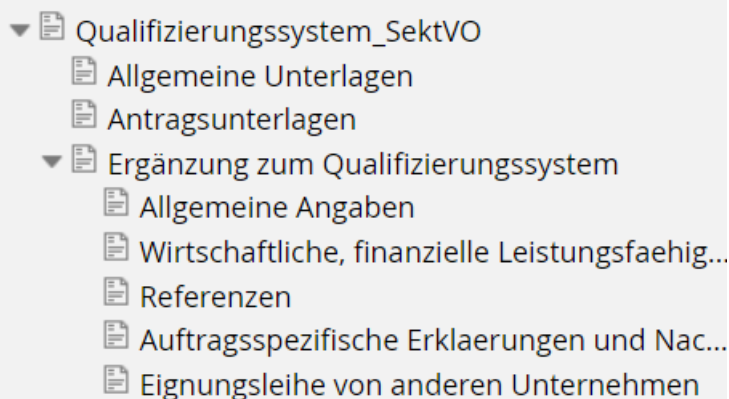 Qualifizierungssystem_SektVO
Allgemeine Unterlagen
Antragsunterlagen
Ergänzung zum Qualifizierungssystem
Allgemeine Angaben
Wirtschaftliche, finanzielle Leistungsfaehig...
Referenzen
Auftragsspezifische Erklaerungen und Nac...
Eignungsleihe von anderen Unternehmen